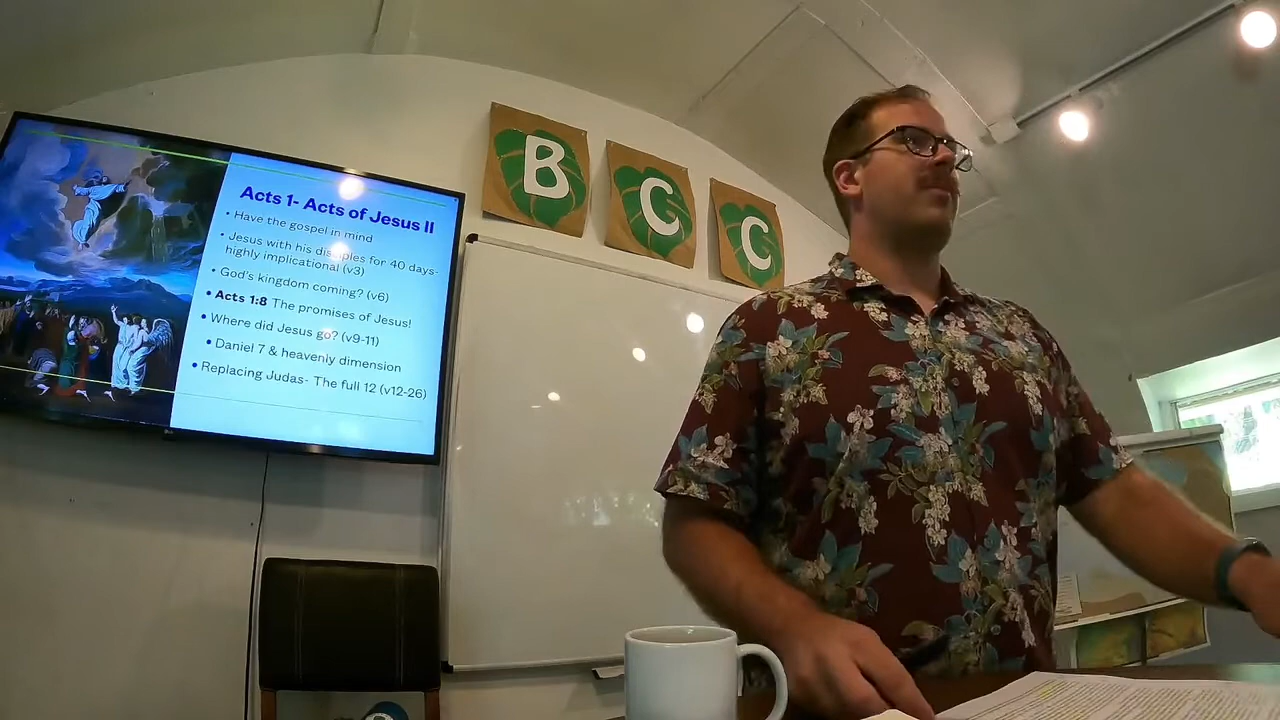 Acts 1- Acts of Jesus II
• Have the gospel in mind
• Jesus with his disciples for 40 days-
highly implicational (v3)
• God's kingdom coming? (v6)
• Acts 1:8 The promises of Jesus!
• Where did Jesus go? (v9-11)
• Daniel 7 & heavenly dimension
• Replacing Judas- The full 12 (v12-26)
B
C
C